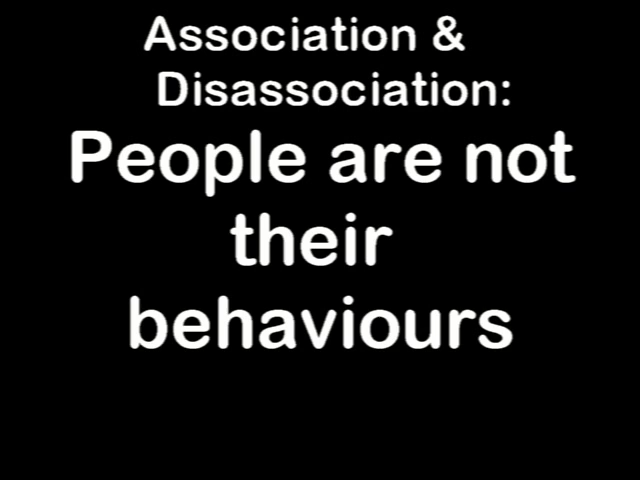 Association &
Disassociation:
People are not
their
behaviours